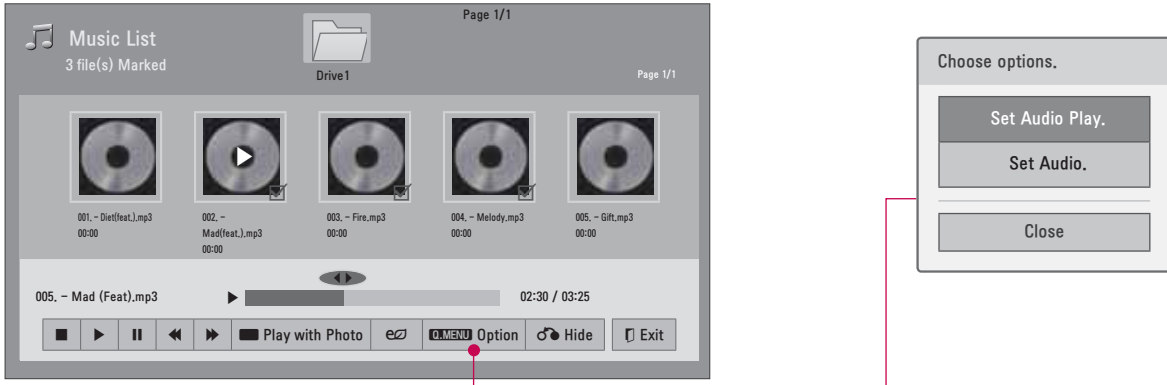 Page 1/1
Music List
3 file(s) Marked
Drive1
Page 1/1
001. - Diet(feat.).mp3
00:00
002. -
Mad(feat.).mp3
00:00
003. - Fire.mp3
00:00
004. - Melody.mp3
00:00
005. - Gift.mp3
00:00
005. - Mad (Feat).mp3
02:30 / 03:25
Play with Photo
e
Q.MENU Option
Hide
Exit
Choose options.
Set Audio Play.
Set Audio.
Close